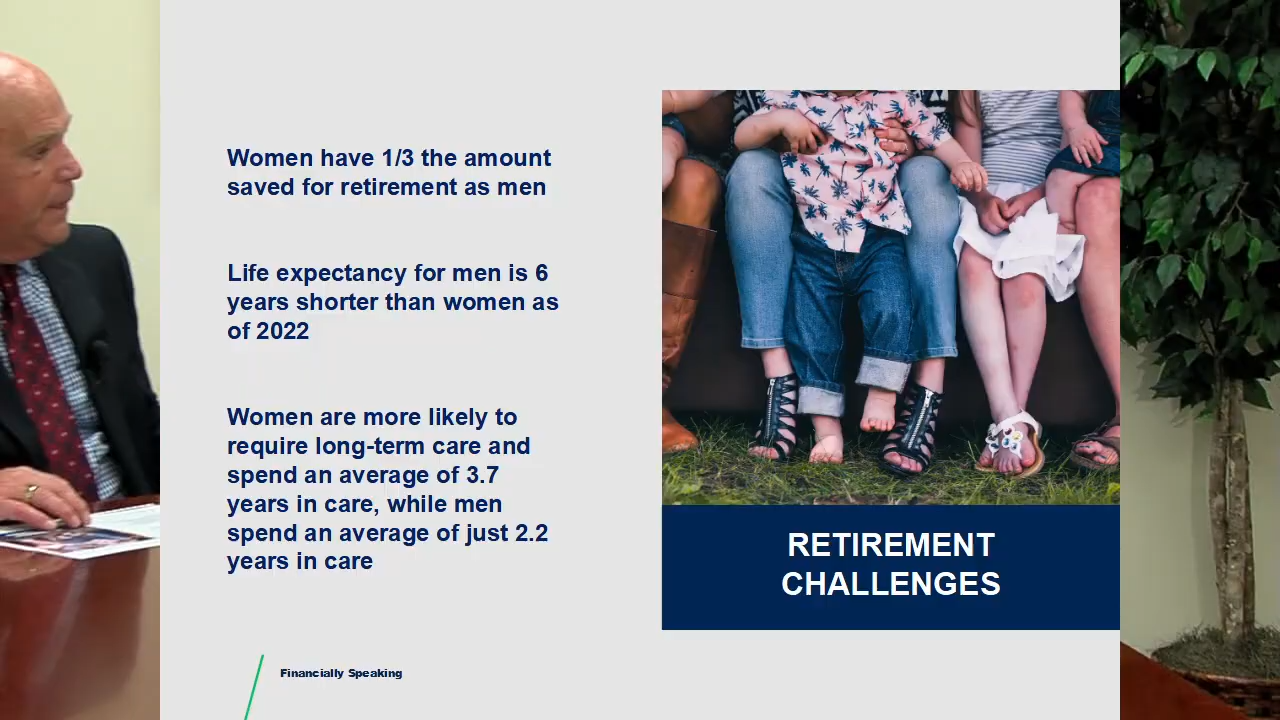 Women have 1/3 the amount
saved for retirement as men
Life expectancy for men is 6
years shorter than women as
of 2022
Women are more likely to
require long-term care and
spend an average of 3.7
years in care, while men
spend an average of just 2.2
years in care
RETIREMENT
CHALLENGES
Financially Speaking